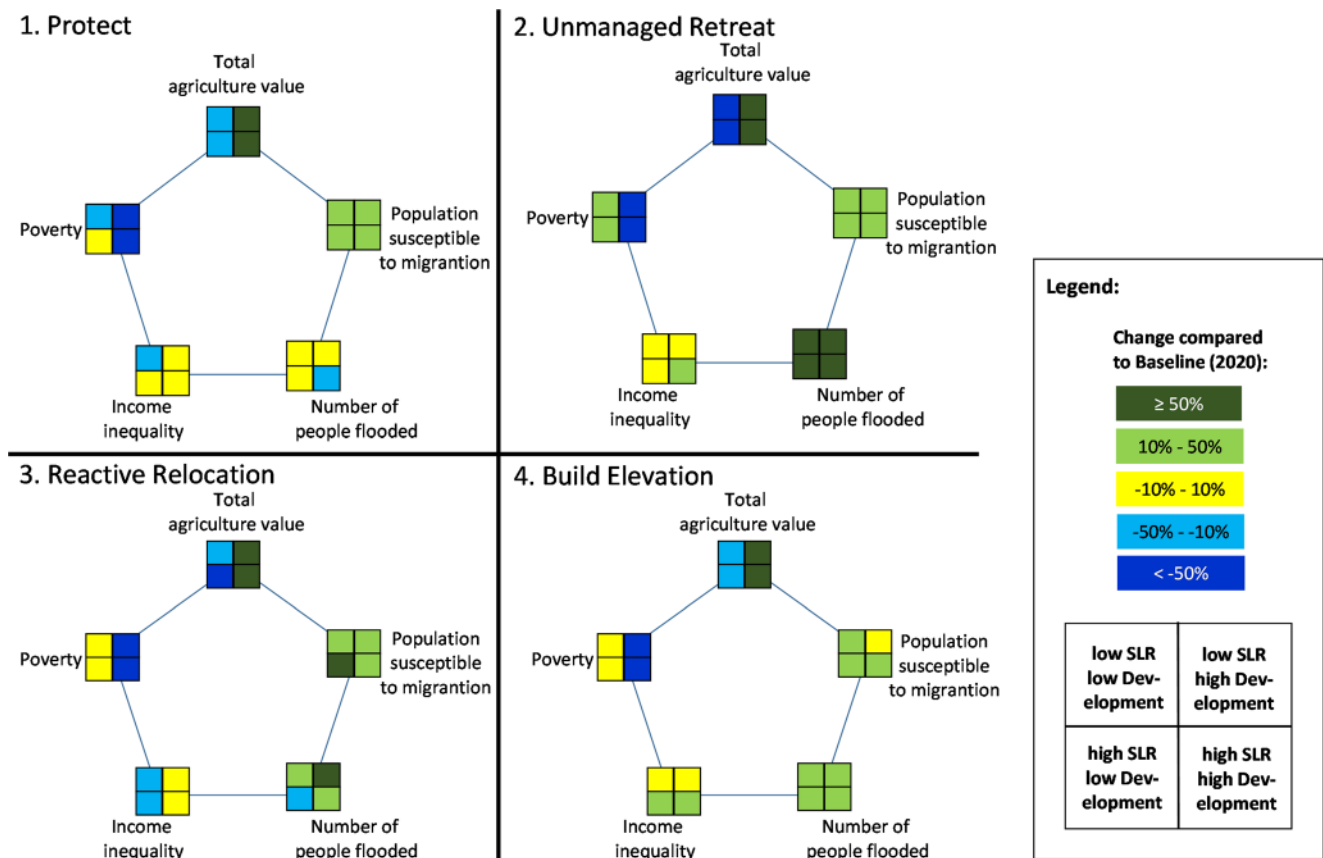 1. Protect
Total
agriculture value
Poverty
Population
susceptible
to migrantion
Income
inequality
Number of
people flooded
2. Unmanaged Retreat
Total
agriculture value
Poverty
Population
susceptible
to migrantion
Income
inequality
Number of
people flooded
3. Reactive Relocation
Total
agriculture value
Poverty
Population
susceptible
to migrantion
Income
inequality
Number of
people flooded
4. Build Elevation
Total
agriculture value
Poverty
Population
susceptible
to migrantion
Income
inequality
Number of
people flooded
Legend:
Change compared
to Baseline (2020):
≥ 50%
10% - 50%
-10% - 10%
-50% - -10%
< -50%
low SLR
low Dev-
elopment
low SLR
high Dev-
elopment
high SLR
low Dev-
elopment
high SLR
high Dev-
elopment